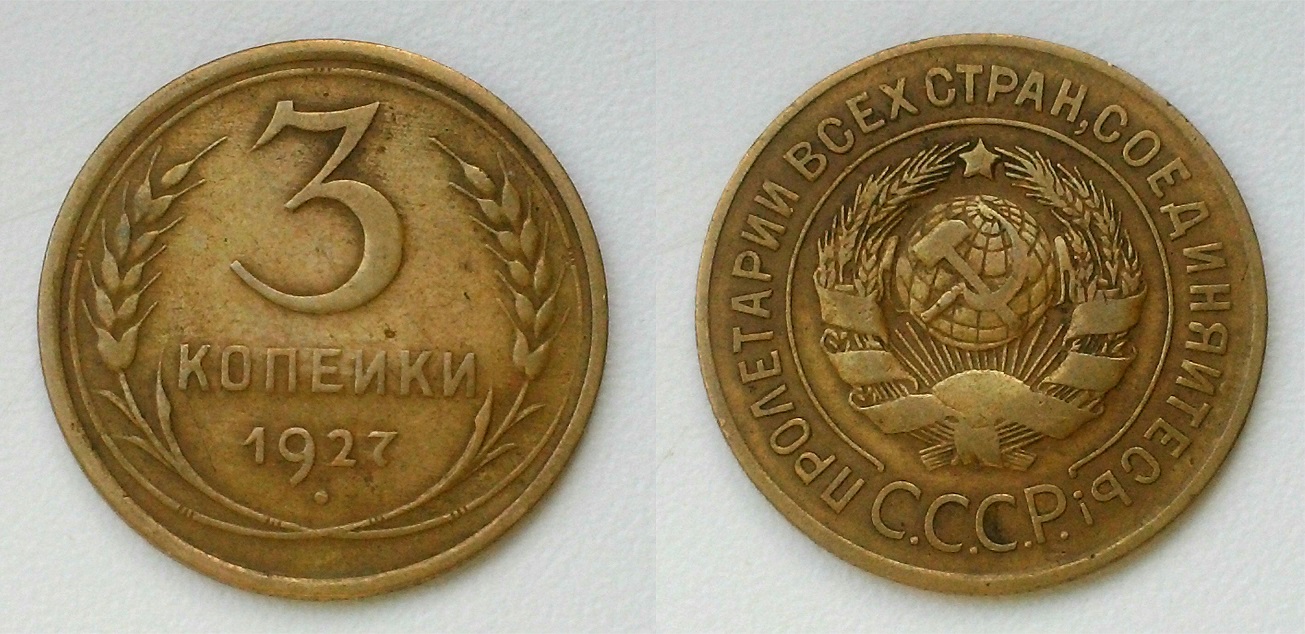 3
КОПЕЙКИ
1927
ПРОЛЕТАРИИ ВСЕХ СТРАН, СОЕДИНЯЙТЕСЬ!
С.С.С.Р.